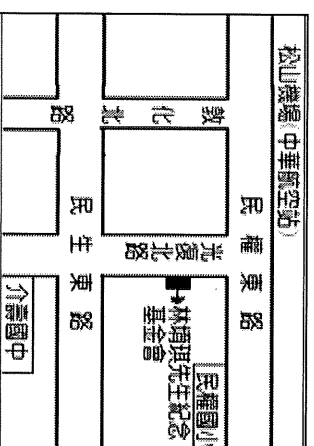 松山機場(中華航空站)
敦化北路
民權東路
光復北路
民生東路
林堉琪先生紀念
基金會
民權國小
介壽國中